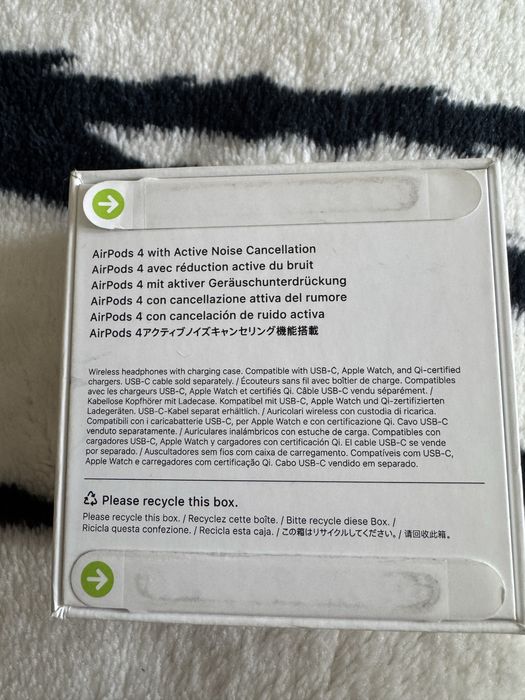 AirPods 4 with Active Noise Cancellation
AirPods 4 avec réduction active du bruit
AirPods 4 mit aktiver Geräuschunterdrückung
AirPods 4 con cancellazione attiva del rumore
AirPods 4 con cancelación de ruido activa
AirPods 4アクティブノイズキャンセリング機能搭載
Wireless headphones with charging case. Compatible with USB-C, Apple Watch, and Qi-certified
chargers. USB-C cable sold separately. / Écouteurs sans fil avec boîtier de charge. Compatibles
avec les chargeurs USB-C, Apple Watch et certifiés Qi. Câble USB-C vendu séparément. /
Kabellose Kopfhörer mit Ladecase. Kompatibel mit USB-C, Apple Watch und Qi-zertifizierten
Ladegeräten. USB-C-Kabel separat erhältlich. / Auricolari wireless con custodia di ricarica.
Compatibili con i caricabatterie USB-C, per Apple Watch e con certificazione Qi. Cavo USB-C
venduto separatamente. / Auriculares inalámbricos con estuche de carga. Compatibles con
cargadores USB-C, Apple Watch y cargadores con certificación Qi. El cable USB-C se vende
por separado. / Auscultadores sem fios com caixa de carregamento. Compatíveis com USB-C,
Apple Watch e carregadores com certificação Qi. Cabo USB-C vendido em separado.
Please recycle this box.
Please recycle this box. / Recyclez cette boîte. / Bitte recycle diese Box. /
Ricicla questa confezione. / Recicla esta caja. / この箱はリサイクルしてください。/ 请回收此箱。